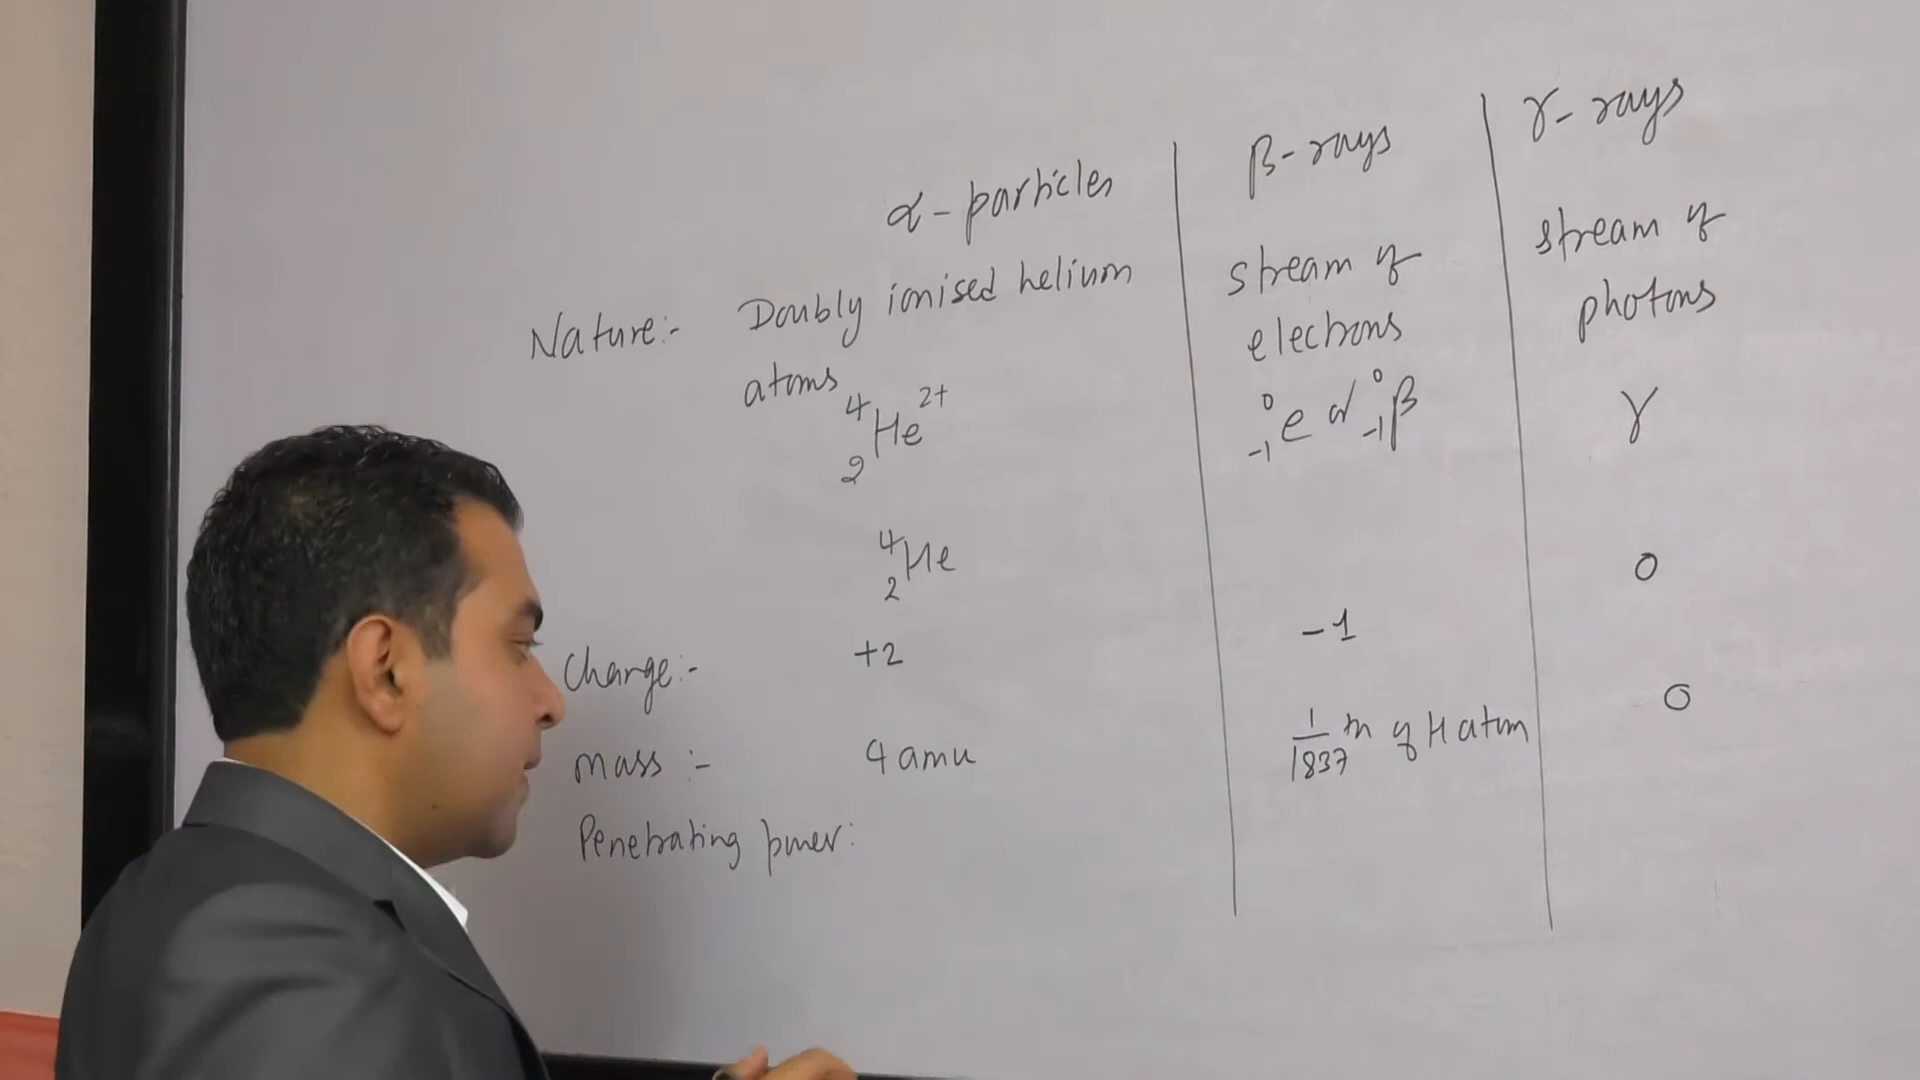 α- particles
β- rays
γ- rays
Nature:- Doubly ionised helium
atoms
⁴₂He²⁺
⁴₂He
stream of
electrons
⁰₋₁e or ⁰₋₁β
stream of
photons
γ
Charge:- +2 -1 0
mass :- 4 amu 1/1837 m of H atom 0
Penetrating power: